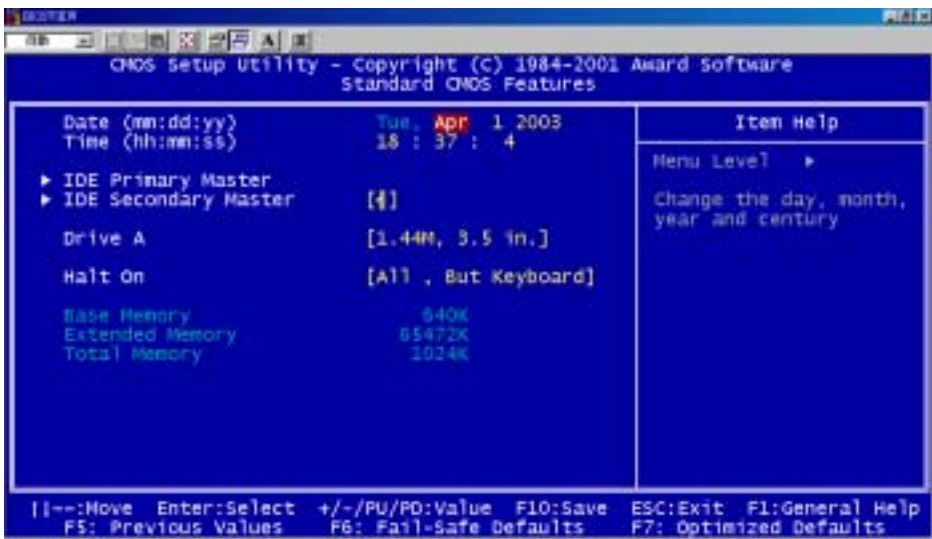 CMOS Setup Utility - Copyright (C) 1984-2001 Award Software
Standard CMOS Features
Date (mm:dd:yy) Tue, Apr 1 2003
Time (hh:mm:ss) 18 : 37 : 4
▶ IDE Primary Master
▶ IDE Secondary Master
Drive A [1.44M, 3.5 in.]
Halt On [All , But Keyboard]
Base Memory 640K
Extended Memory 65472K
Total Memory 1024K
Item Help
Menu Level ▶
Change the day, month,
year and century
:Move Enter:Select +/-/PU/PD:Value F10:Save ESC:Exit F1:General Help
F5: Previous Values F6: Fail-Safe Defaults F7: Optimized Defaults